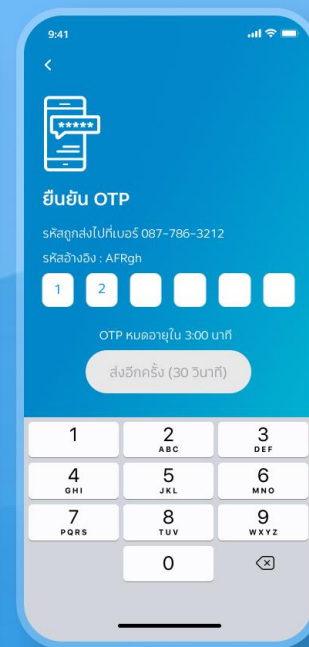 9:41
*****
ยืนยัน OTP
รหัสถูกส่งไปที่เบอร์ 087-786-3212
รหัสอ้างอิง : AFRgh
1 2
OTP หมดอายุใน 3:00 นาที
ส่งอีกครั้ง (30 วินาที)
1 2 3
ABC DEF
4 5 6
GHI JKL MNO
7 8 9
PQRS TUV WXYZ
0